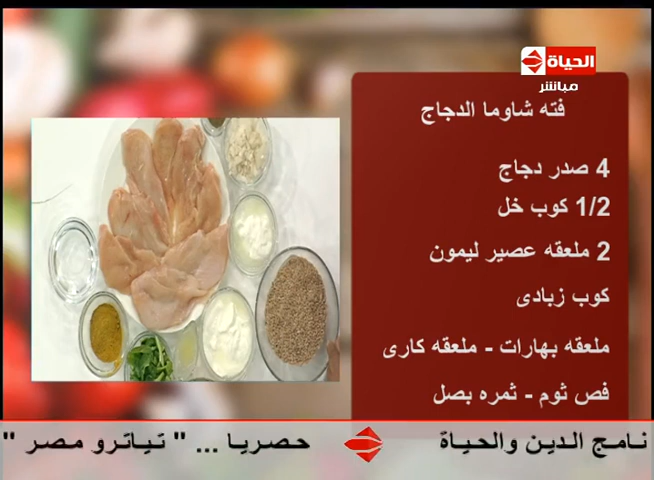 الحياة
مباشر
فته شاوما الدجاج
4 صدر دجاج
1/2 كوب خل
2 ملعقه عصير ليمون
كوب زبادى
ملعقه بهارات - ملعقه كارى
فص ثوم - ثمره بصل
نامج الدين والحياة حصريا ... " تياترو مصر "